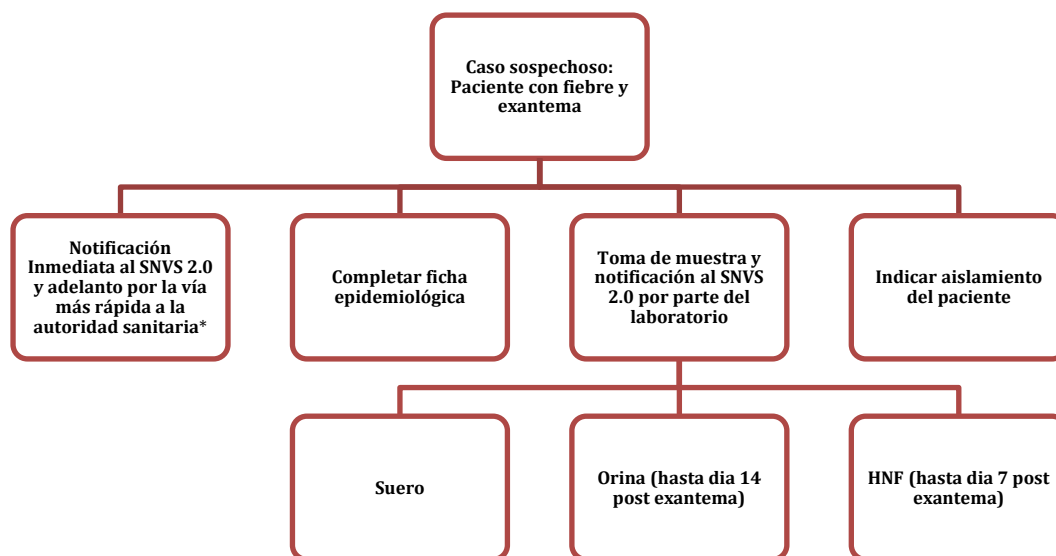 Caso sospechoso:
Paciente con fiebre y
exantema
Notificación
Inmediata al SNVS 2.0
y adelanto por la vía
más rápida a la
autoridad sanitaria*
Completar ficha
epidemiológica
Toma de muestra y
notificación al SNVS
2.0 por parte del
laboratorio
Indicar aislamiento
del paciente
Suero
Orina (hasta dia 14
post exantema)
HNF (hasta dia 7 post
exantema)